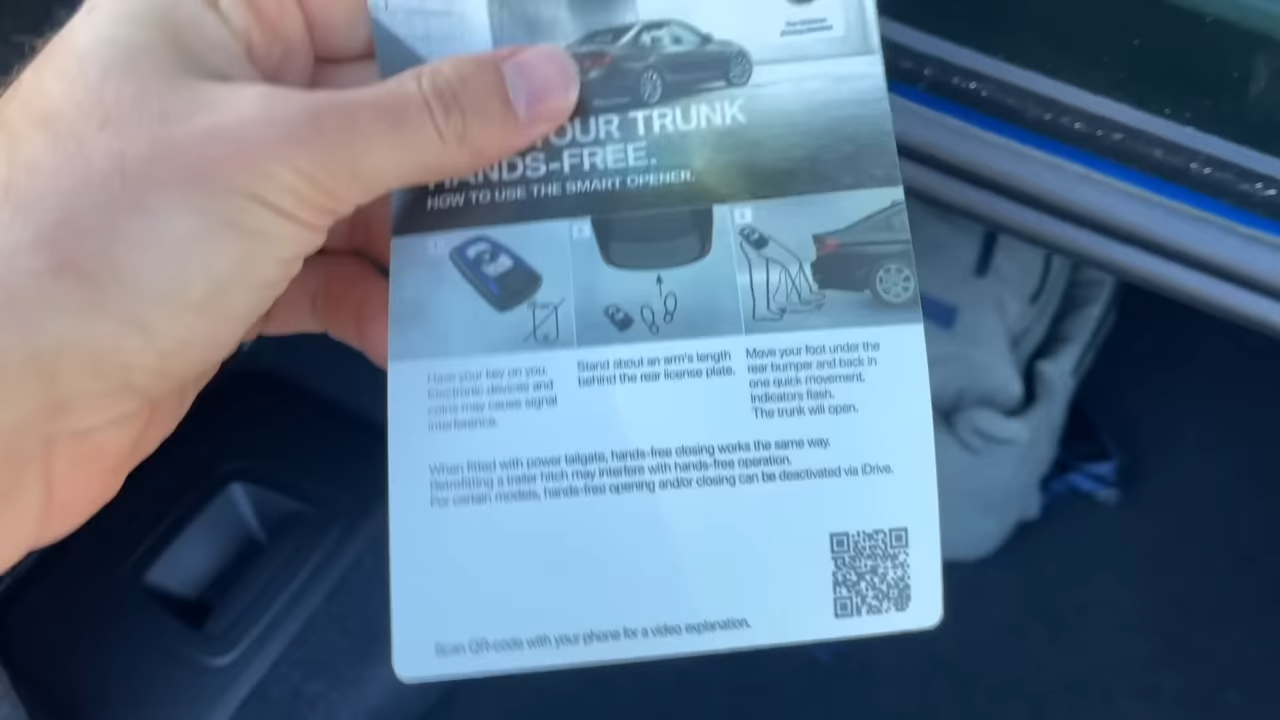 OUR TRUNK
HANDS-FREE.
HOW TO USE THE SMART OPENER.
1
2
3
Have your key on you.
Electronic devices and
coins may cause signal
interference.
Stand about an arm's length
behind the rear license plate.
Move your foot under the
rear bumper and back in
one quick movement,
indicators flash.
The trunk will open.
When fitted with power tailgate, hands-free closing works the same way.
Retrofitting a trailer hitch may interfere with hands-free operation.
For certain models, hands-free opening and/or closing can be deactivated via iDrive.
Scan QR-code with your phone for a video explanation.